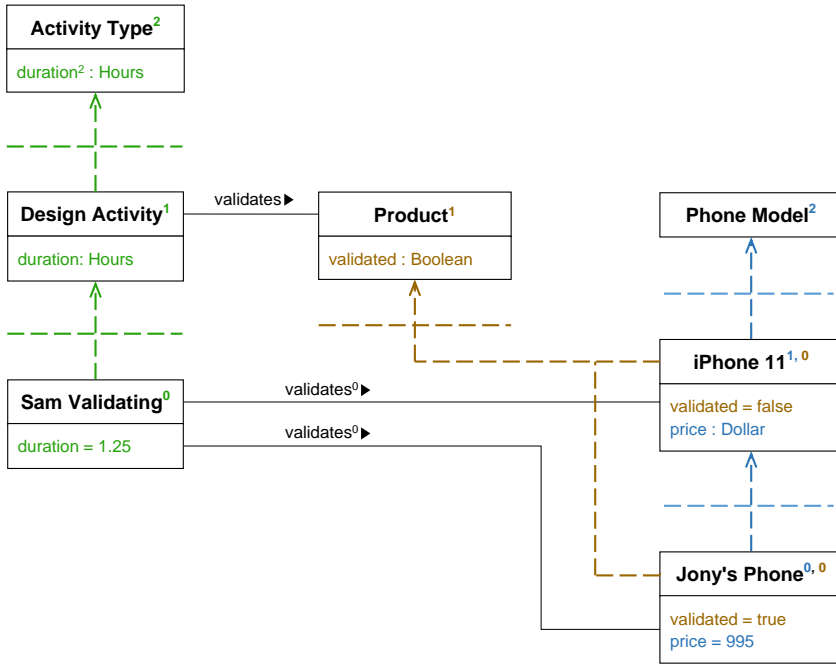 Activity Type²
duration² : Hours
Design Activity¹
duration: Hours
validates▶
Product¹
validated : Boolean
Phone Model²
Sam Validating⁰
duration = 1.25
validates⁰▶
validates⁰▶
iPhone 11¹, ⁰
validated = false
price : Dollar
Jony's Phone⁰, ⁰
validated = true
price = 995